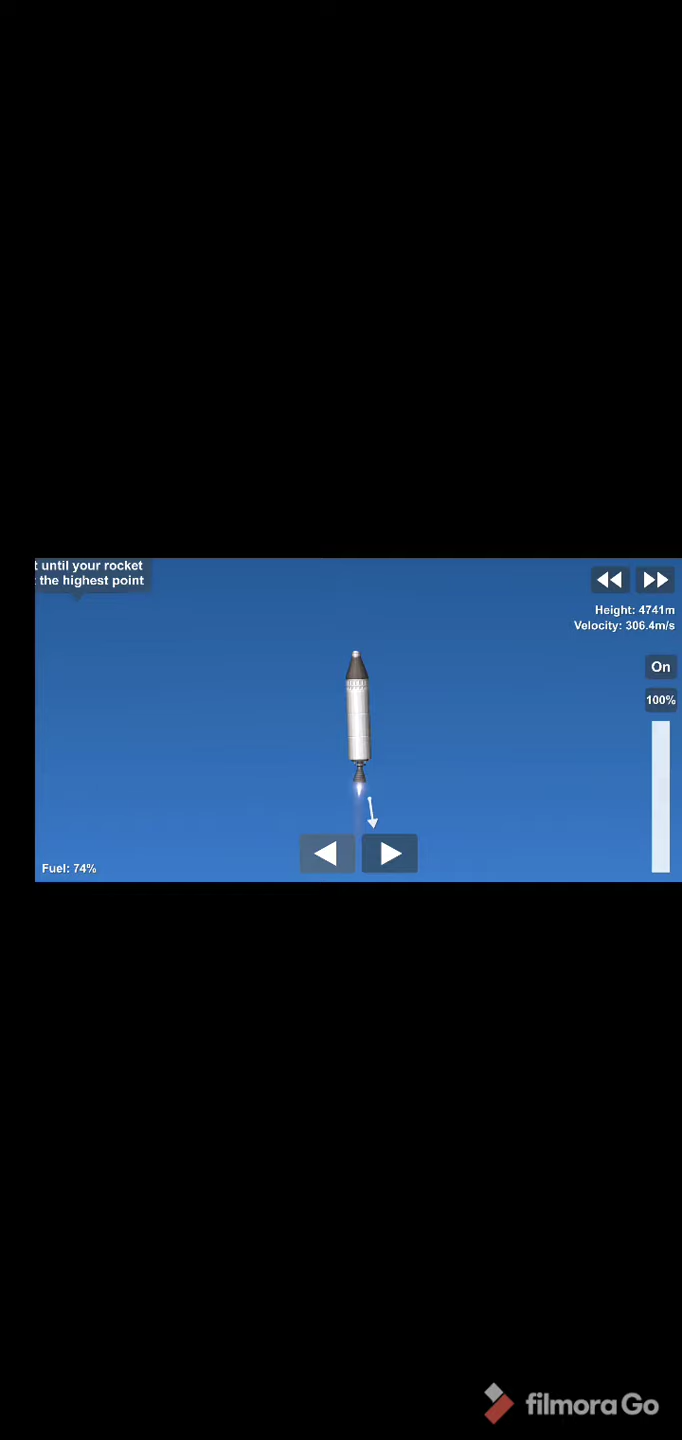 t until your rocket
the highest point
Height: 4741m
Velocity: 306.4m/s
On
100%
Fuel: 74%
filmora Go